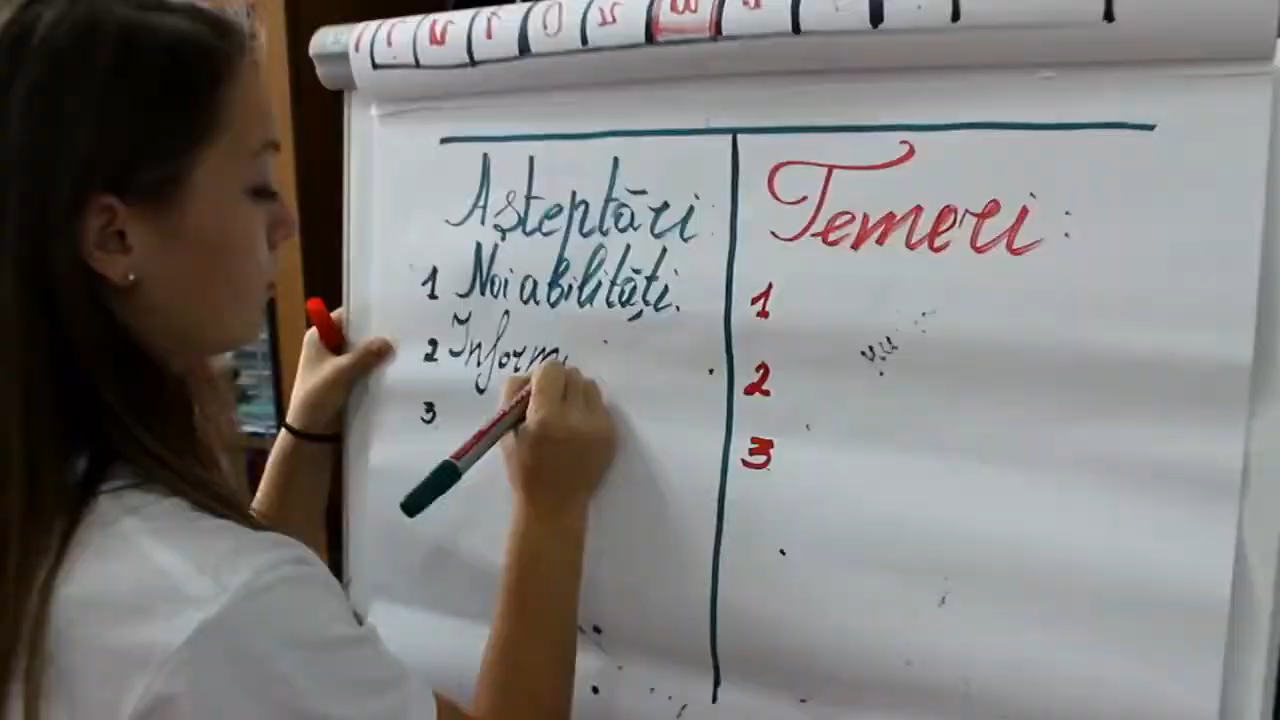 Așteptări
1 Noi abilități.
2 Inform
3
Temeri:
1
2
3